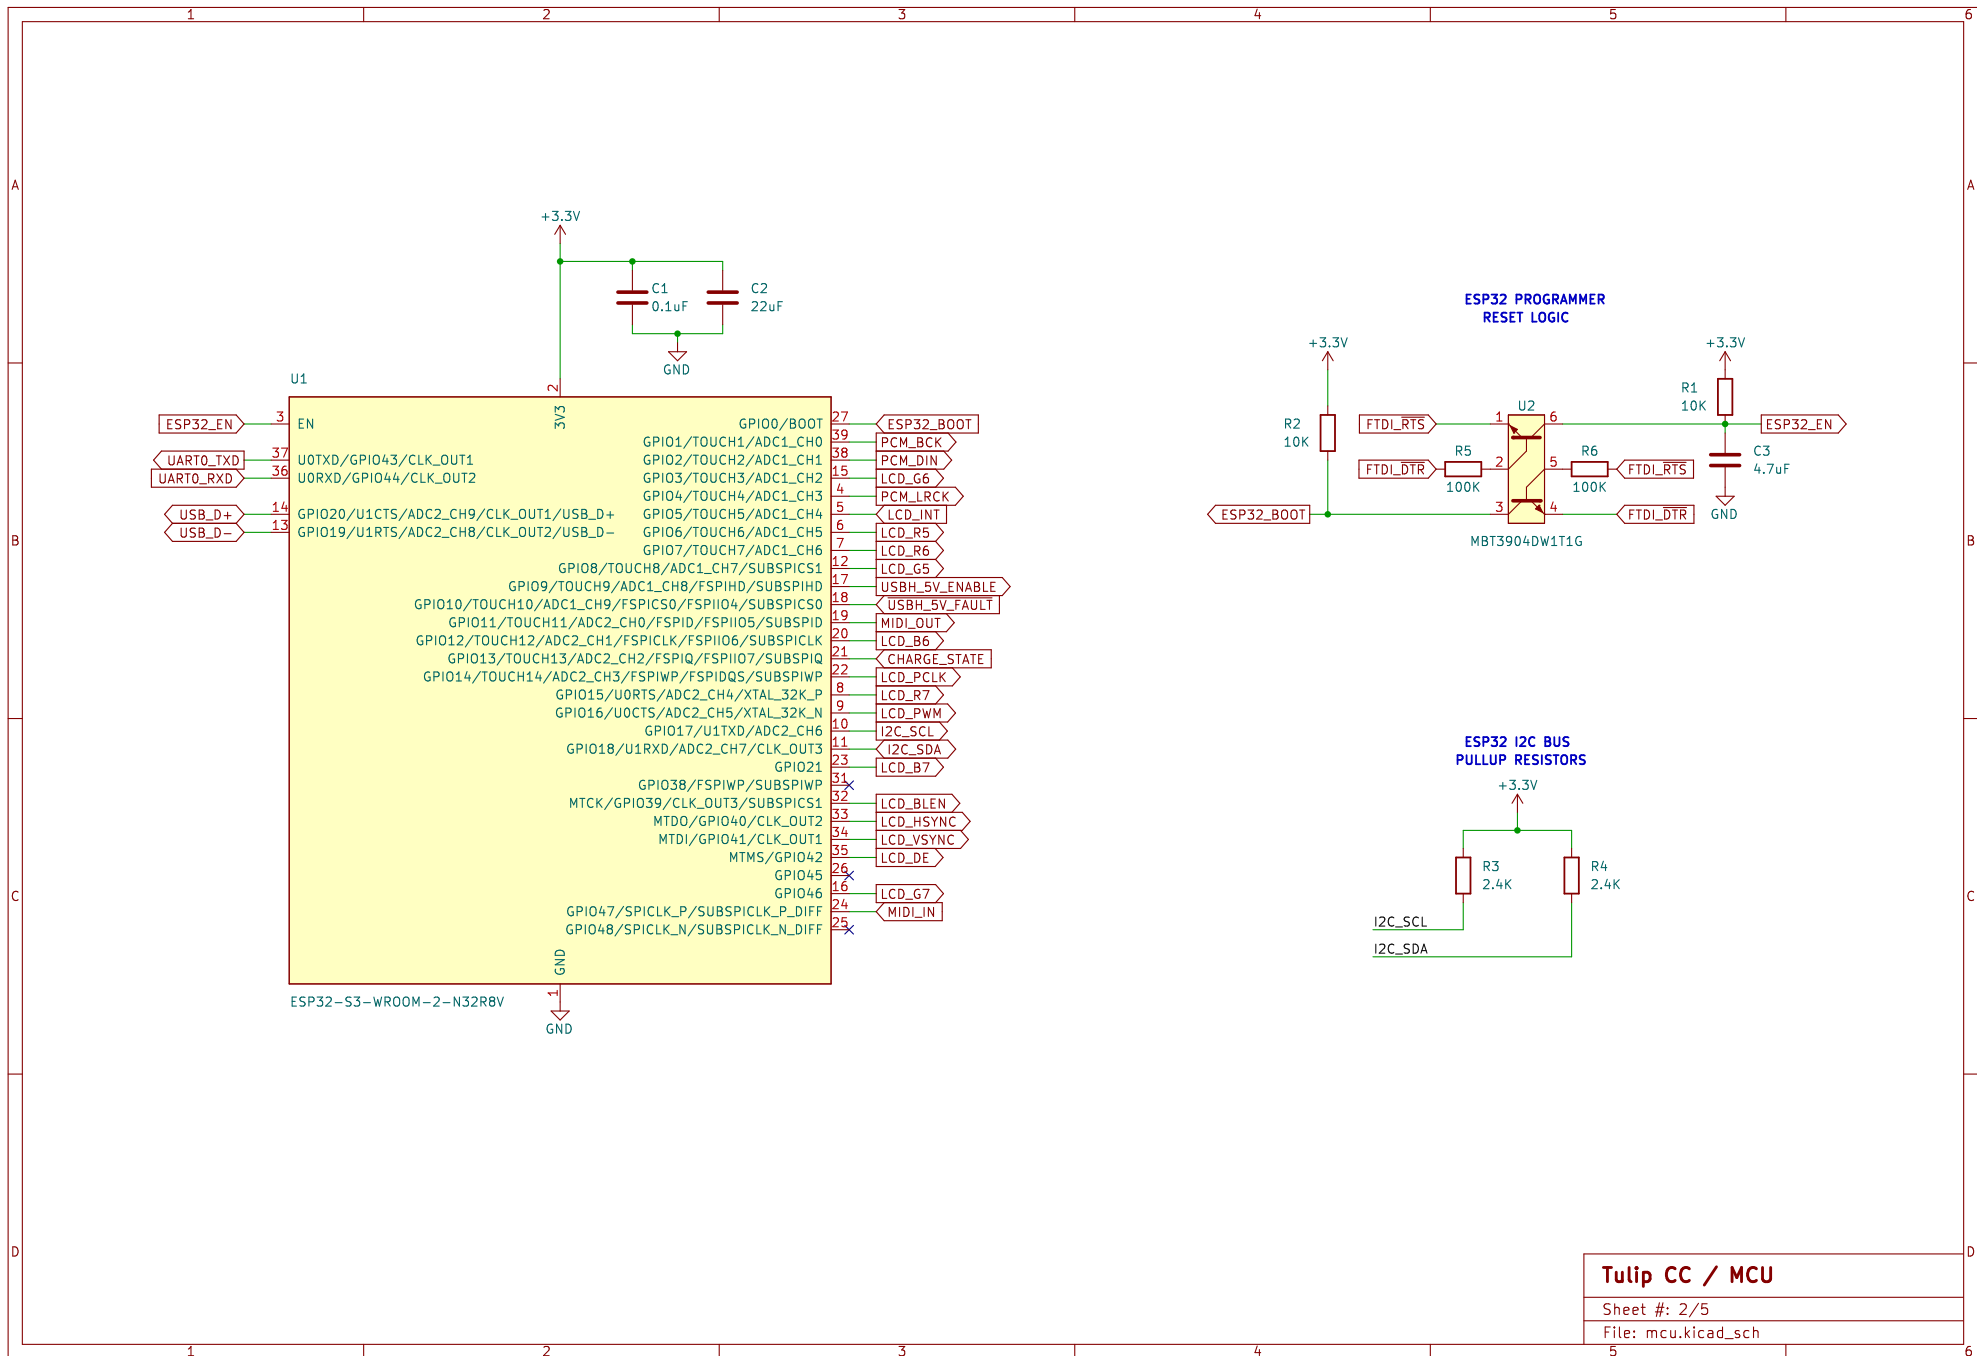 1 2 3 4 5 6
A A
+3.3V
C1
0.1uF
C2
22uF
GND
ESP32 PROGRAMMER
RESET LOGIC
+3.3V
+3.3V
R1
10K
R2
10K
FTDI_RTS
1
U2
6
ESP32_EN
FTDI_DTR
R5
100K
2
5
R6
100K
FTDI_RTS
C3
4.7uF
GND
ESP32_BOOT
3
4
FTDI_DTR
MBT3904DW1T1G
U1
2
3V3
ESP32_EN 3 EN
UART0_TXD 37 U0TXD/GPIO43/CLK_OUT1
UART0_RXD 36 U0RXD/GPIO44/CLK_OUT2
USB_D+ 14 GPIO20/U1CTS/ADC2_CH9/CLK_OUT1/USB_D+
USB_D- 13 GPIO19/U1RTS/ADC2_CH8/CLK_OUT2/USB_D-
GPIO0/BOOT 27 ESP32_BOOT
GPIO1/TOUCH1/ADC1_CH0 39 PCM_BCK
GPIO2/TOUCH2/ADC1_CH1 38 PCM_DIN
GPIO3/TOUCH3/ADC1_CH2 15 LCD_G6
GPIO4/TOUCH4/ADC1_CH3 4 PCM_LRCK
GPIO5/TOUCH5/ADC1_CH4 5 LCD_INT
GPIO6/TOUCH6/ADC1_CH5 6 LCD_R5
GPIO7/TOUCH7/ADC1_CH6 7 LCD_R6
GPIO8/TOUCH8/ADC1_CH7/SUBSPICS1 12 LCD_G5
GPIO9/TOUCH9/ADC1_CH8/FSPIHD/SUBSPIHD 17 USBH_5V_ENABLE
GPIO10/TOUCH10/ADC1_CH9/FSPICS0/FSPIIO4/SUBSPICS0 18 USBH_5V_FAULT
GPIO11/TOUCH11/ADC2_CH0/FSPID/FSPIIO5/SUBSPID 19 MIDI_OUT
GPIO12/TOUCH12/ADC2_CH1/FSPICLK/FSPIIO6/SUBSPICLK 20 LCD_B6
GPIO13/TOUCH13/ADC2_CH2/FSPIQ/FSPIIO7/SUBSPIQ 21 CHARGE_STATE
GPIO14/TOUCH14/ADC2_CH3/FSPIWP/FSPIDQS/SUBSPIWP 22 LCD_PCLK
GPIO15/U0RTS/ADC2_CH4/XTAL_32K_P 8 LCD_R7
GPIO16/U0CTS/ADC2_CH5/XTAL_32K_N 9 LCD_PWM
GPIO17/U1TXD/ADC2_CH6 10 I2C_SCL
GPIO18/U1RXD/ADC2_CH7/CLK_OUT3 11 I2C_SDA
GPIO21 23 LCD_B7
GPIO38/FSPIWP/SUBSPIWP 31
MTCK/GPIO39/CLK_OUT3/SUBSPICS1 32 LCD_BLEN
MTDO/GPIO40/CLK_OUT2 33 LCD_HSYNC
MTDI/GPIO41/CLK_OUT1 34 LCD_VSYNC
MTMS/GPIO42 35 LCD_DE
GPIO45 26
GPIO46 16 LCD_G7
GPIO47/SPICLK_P/SUBSPICLK_P_DIFF 24 MIDI_IN
GPIO48/SPICLK_N/SUBSPICLK_N_DIFF 25
GND
1
ESP32-S3-WROOM-2-N32R8V
GND
B B
ESP32 I2C BUS
PULLUP RESISTORS
+3.3V
R3
2.4K
R4
2.4K
I2C_SCL
I2C_SDA
C C
D D
Tulip CC / MCU
Sheet #: 2/5
File: mcu.kicad_sch
1 2 3 4 5 6